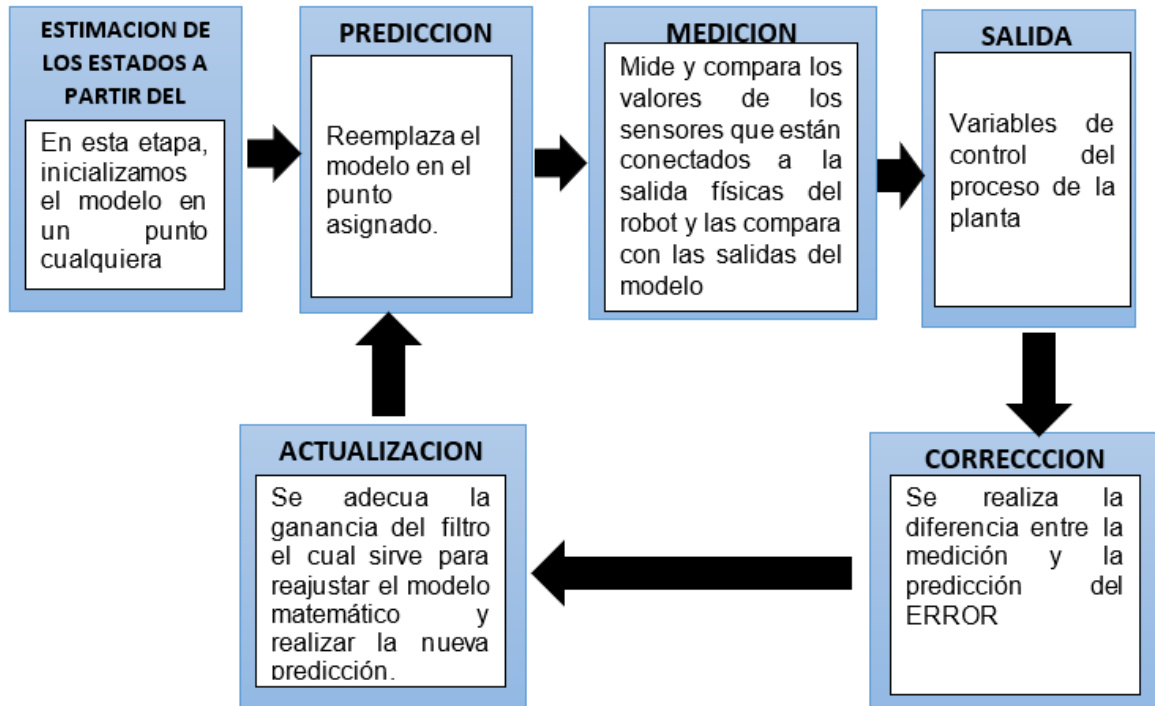 ESTIMACION DE
LOS ESTADOS A
PARTIR DEL
En esta etapa,
inicializamos
el modelo en
un punto
cualquiera
PREDICCION
Reemplaza el
modelo en el
punto
asignado.
MEDICION
Mide y compara los
valores de los
sensores que están
conectados a la
salida físicas del
robot y las compara
con las salidas del
modelo
SALIDA
Variables de
control del
proceso de la
planta
CORRECCCION
Se realiza la
diferencia entre la
medición y la
predicción del
ERROR
ACTUALIZACION
Se adecua la
ganancia del filtro
el cual sirve para
reajustar el modelo
matemático y
realizar la nueva
predicción.